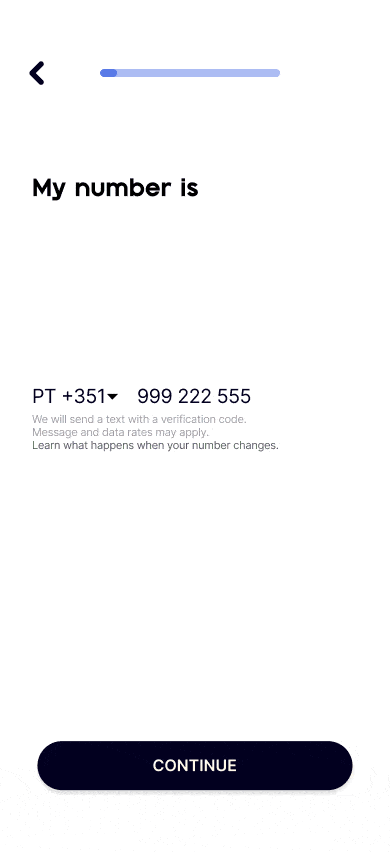 My number is
PT +351 999 222 555
We will send a text with a verification code.
Message and data rates may apply.
Learn what happens when your number changes.
CONTINUE